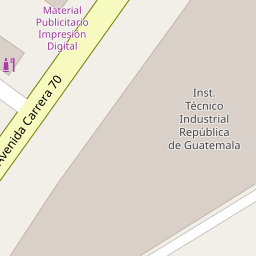 Material
Publicitario
Impresión
Digital
Avenida Carrera 70
Inst.
Técnico
Industrial
República
de Guatemala